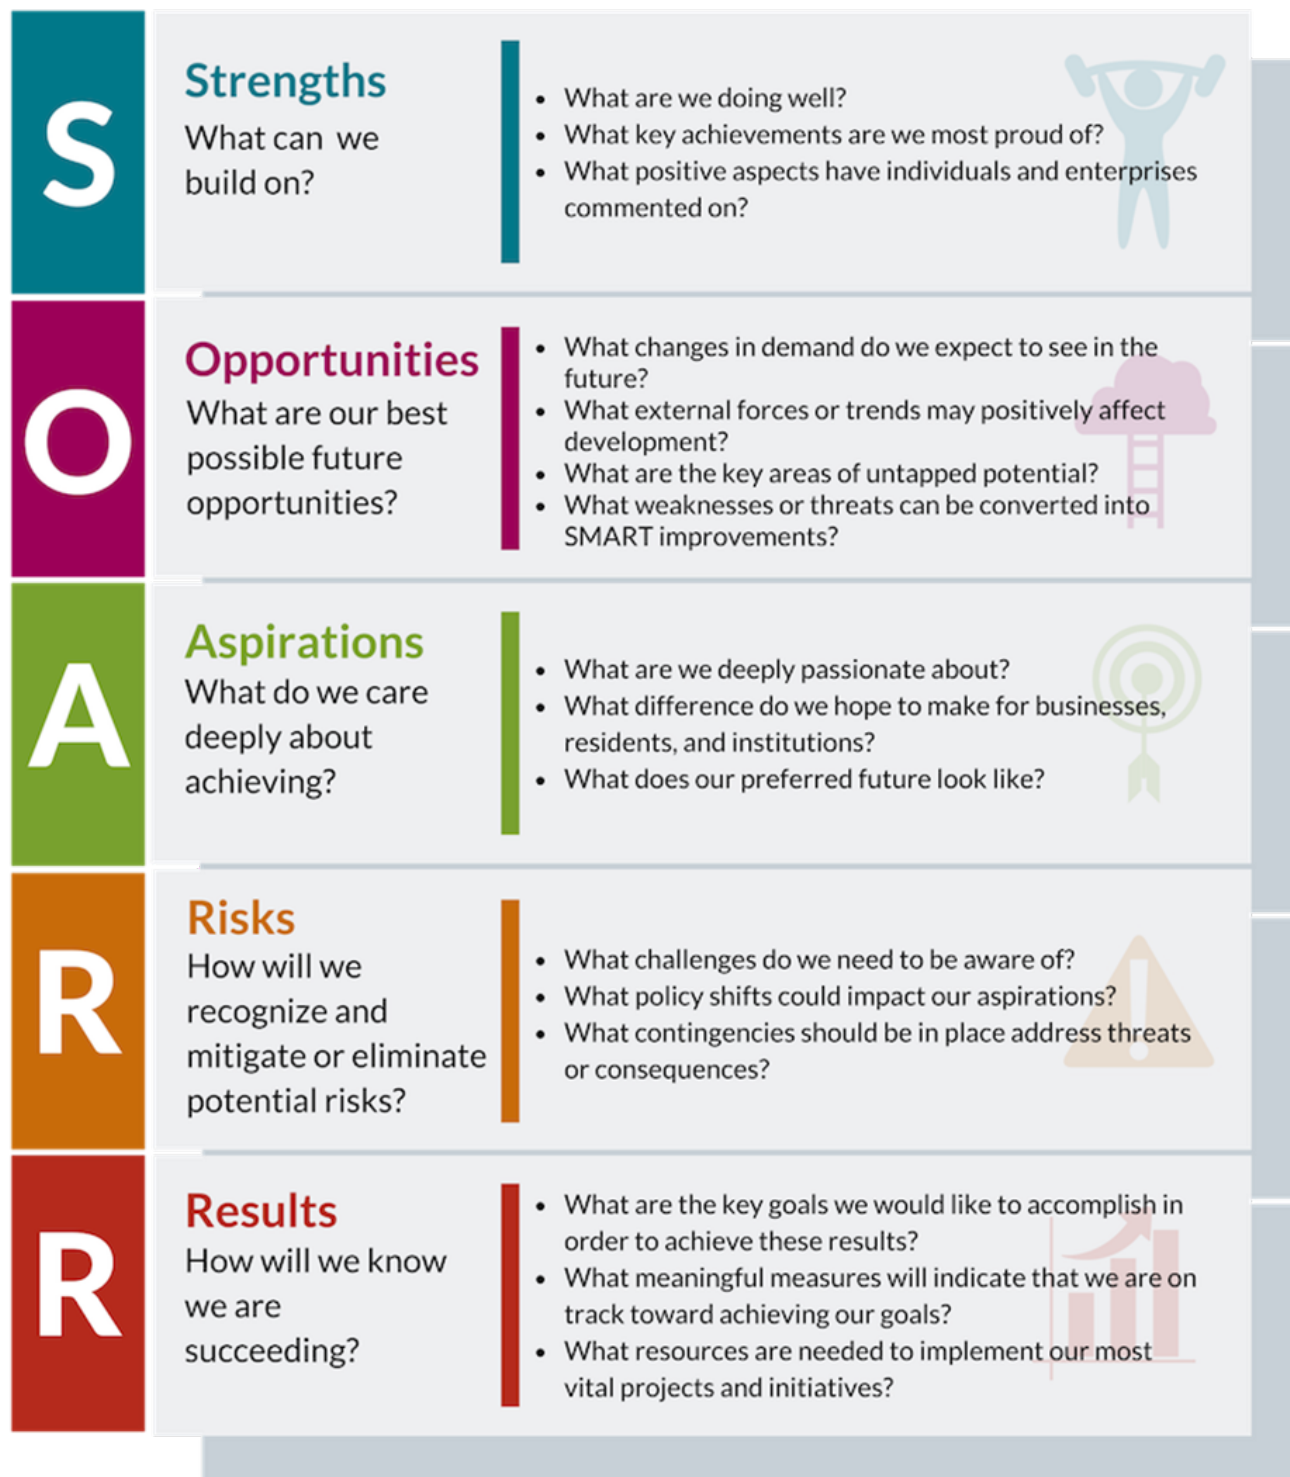 S
Strengths
What can we
build on?
• What are we doing well?
• What key achievements are we most proud of?
• What positive aspects have individuals and enterprises
commented on?
O
Opportunities
What are our best
possible future
opportunities?
• What changes in demand do we expect to see in the
future?
• What external forces or trends may positively affect
development?
• What are the key areas of untapped potential?
• What weaknesses or threats can be converted into
SMART improvements?
A
Aspirations
What do we care
deeply about
achieving?
• What are we deeply passionate about?
• What difference do we hope to make for businesses,
residents, and institutions?
• What does our preferred future look like?
R
Risks
How will we
recognize and
mitigate or eliminate
potential risks?
• What challenges do we need to be aware of?
• What policy shifts could impact our aspirations?
• What contingencies should be in place address threats
or consequences?
R
Results
How will we know
we are
succeeding?
• What are the key goals we would like to accomplish in
order to achieve these results?
• What meaningful measures will indicate that we are on
track toward achieving our goals?
• What resources are needed to implement our most
vital projects and initiatives?